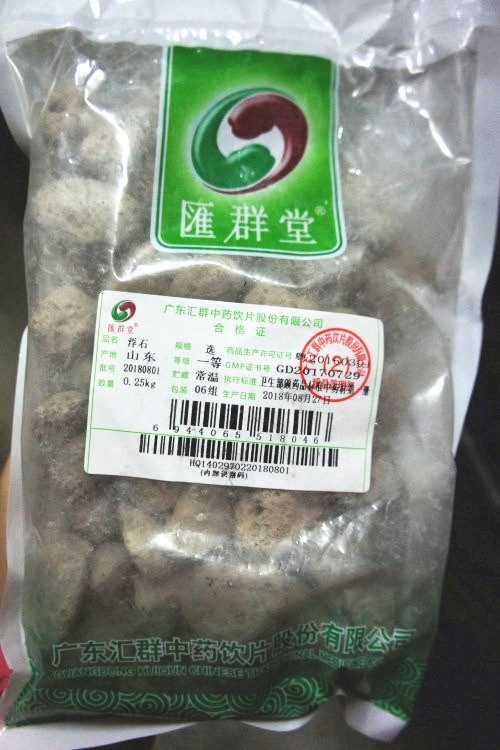 匯群堂®
匯群堂
广东汇群中药饮片股份有限公司
合格证
品名 浮石 规格 选 药品生产许可证号
产地 山东 等级 一等 GMP证书号 GD20170729
批号 20180801 贮藏 常温 执行标准
数量 0.25kg 包装 06组 生产日期 2018年08月27日
6 944065 518046
HQ1402970220180801
广东汇群中药饮片股份有限公司